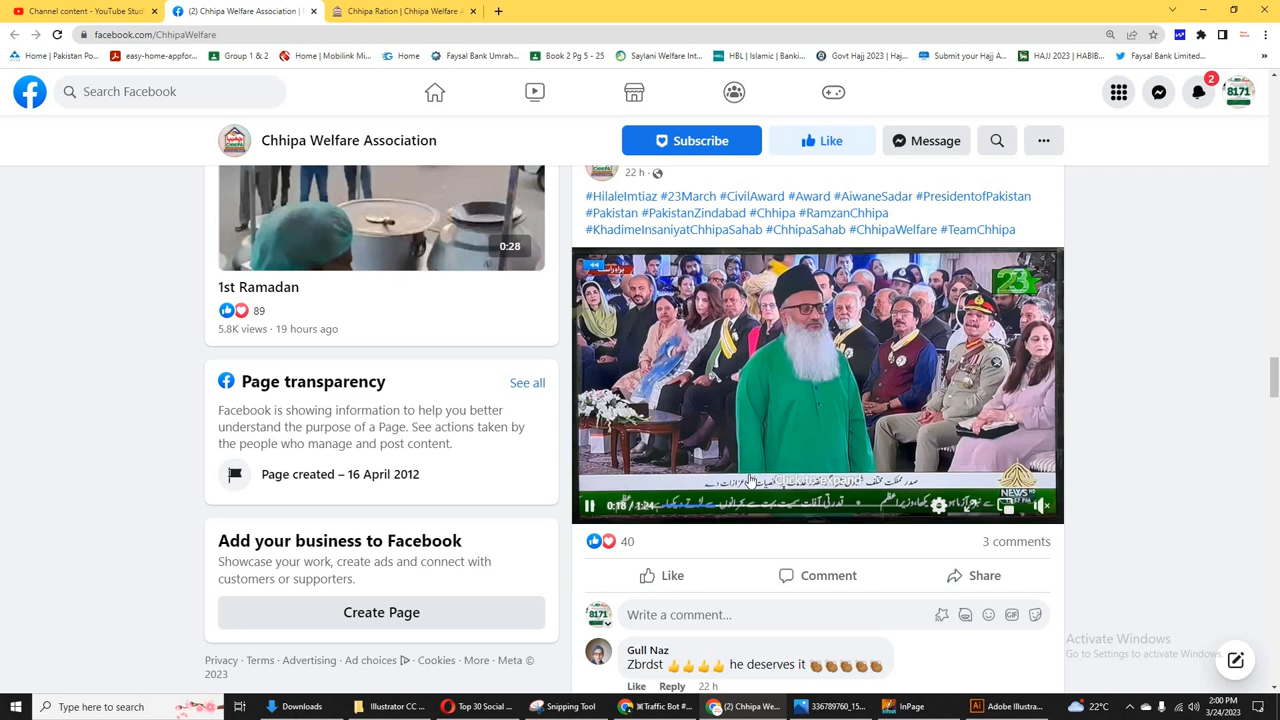 Channel content - YouTube Stud
(2) Chhipa Welfare Association |
Chhipa Ration | Chhipa Welfare A
facebook.com/ChhipaWelfare
Home | Pakistan Po...
easy-home-appfor...
Group 1 & 2
Home | Mobilink Mi...
Home
Faysal Bank Umrah...
Book 2 Pg 5 - 25
Saylani Welfare Int...
HBL | Islamic | Banki...
Govt Hajj 2023 | Haj...
Submit your Hajj A...
HAJJ 2023 | HABIB...
Faysal Bank Limited...
Search Facebook
2
8171
Chhipa Welfare Association
Subscribe
Like
Message
22 h
#HilaleImtiaz #23March #CivilAward #Award #AiwaneSadar #PresidentofPakistan
#Pakistan #PakistanZindabad #Chhipa #RamzanChhipa
#KhadimeInsaniyatChhipaSahab #ChhipaSahab #ChhipaWelfare #TeamChhipa
0:28
1st Ramadan
89
5.8K views · 19 hours ago
Page transparency
See all
Facebook is showing information to help you better
understand the purpose of a Page. See actions taken by
the people who manage and post content.
Page created – 16 April 2012
Add your business to Facebook
Showcase your work, create ads and connect with
customers or supporters.
Create Page
Privacy · Terms · Advertising · Ad choices · Cookies · More · Meta ©
2023
23
Click to expand
NEWS HD
0:18 / 1:24
40
3 comments
Like
Comment
Share
8171
Write a comment...
GIF
Gull Naz
Zbrdst 👍👍👍👍 he deserves it 👏👏👏👏👏
Like Reply 22 h
Activate Windows
Go to Settings to activate Windows.
Type here to search
Downloads
Illustrator CC ...
Top 30 Social ...
Snipping Tool
Traffic Bot #...
(2) Chhipa We...
336789760_15...
InPage
Adobe Illustra...
22°C
2:00 PM
3/24/2023